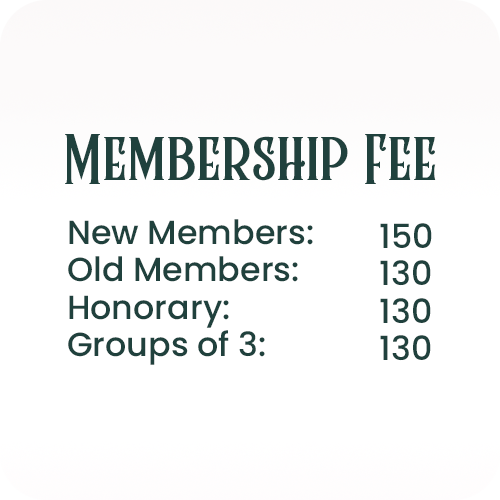 Membership Fee
New Members: 150
Old Members: 130
Honorary: 130
Groups of 3: 130